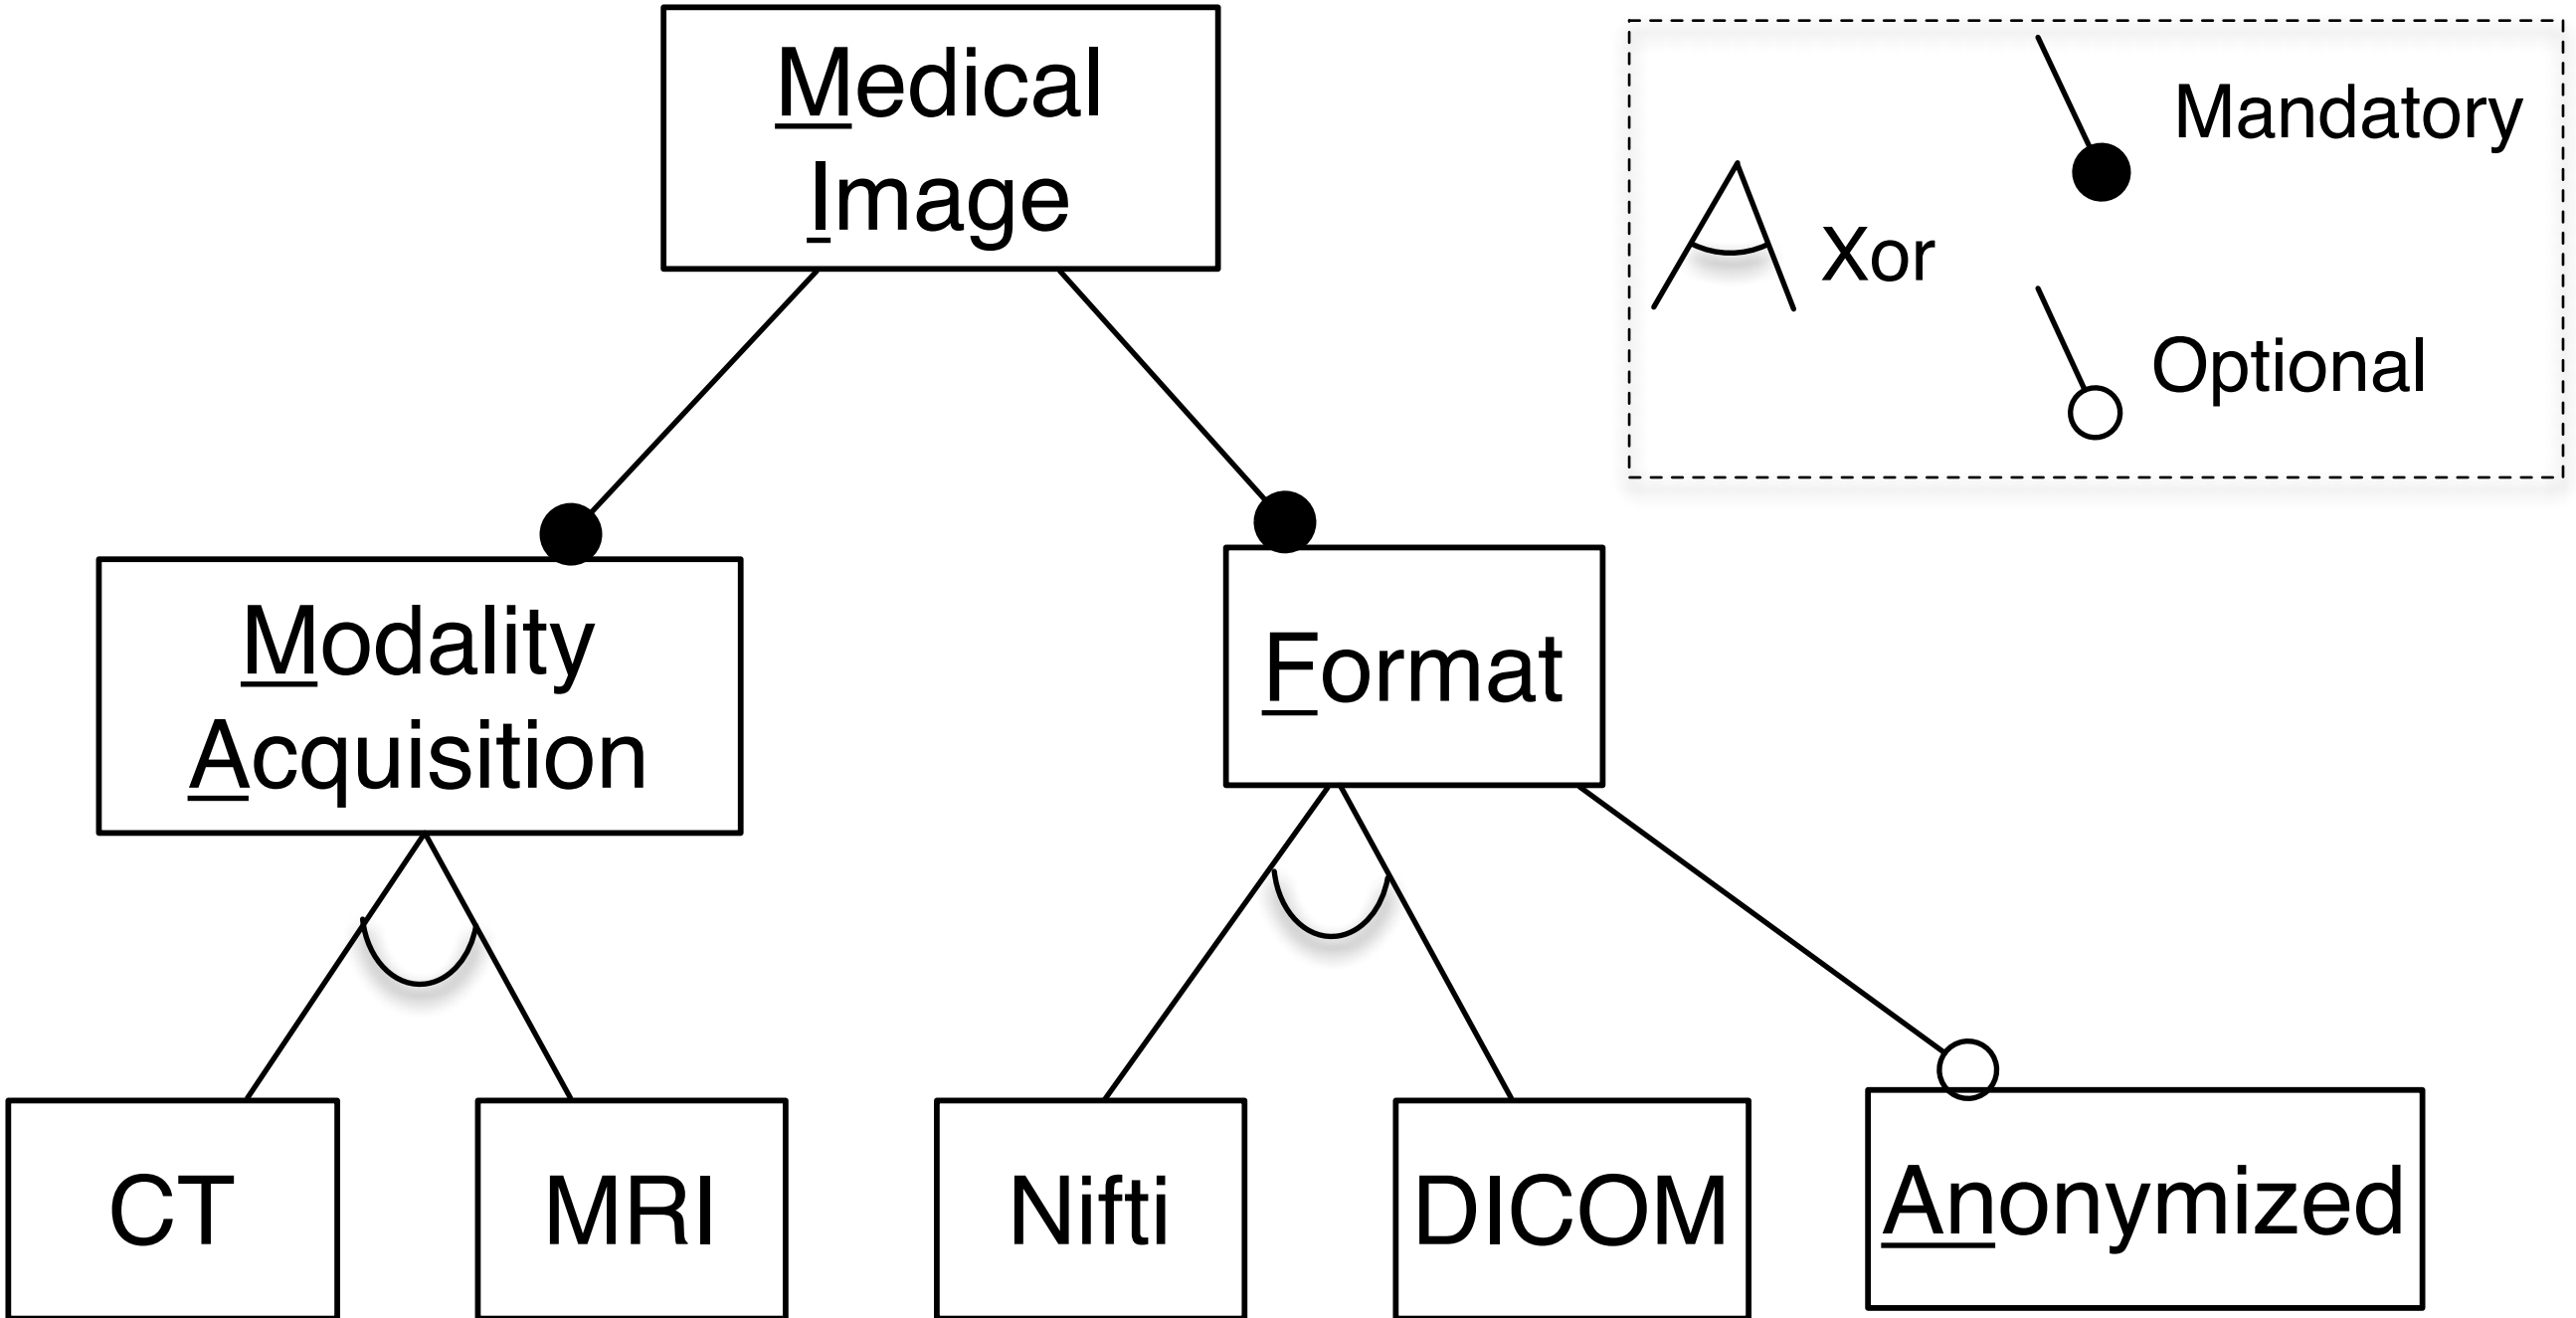 Medical
Image
Mandatory
Xor
Optional
Modality
Acquisition
Format
CT
MRI
Nifti
DICOM
Anonymized